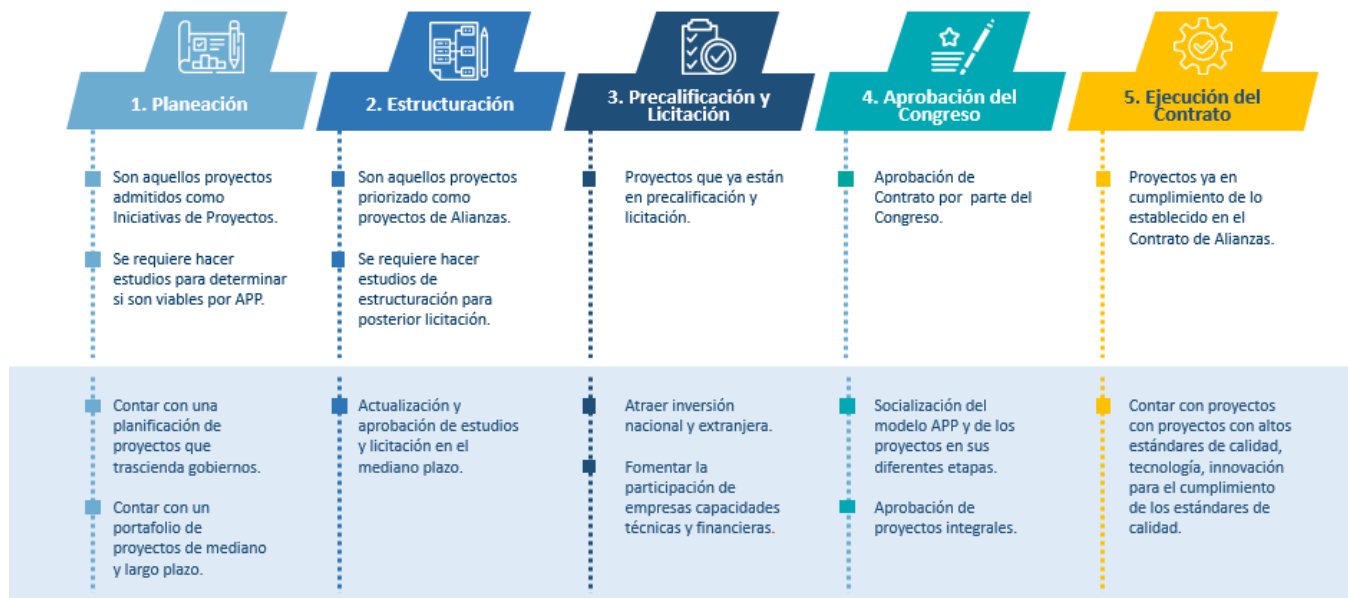 1. Planeación
Son aquellos proyectos
admitidos como
Iniciativas de Proyectos.
Se requiere hacer
estudios para determinar
si son viables por APP.
Contar con una
planificación de
proyectos que
trascienda gobiernos.
Contar con un
portafolio de
proyectos de mediano
y largo plazo.
2. Estructuración
Son aquellos proyectos
priorizado como
proyectos de Alianzas.
Se requiere hacer
estudios de
estructuración para
posterior licitación.
Actualización y
aprobación de estudios
y licitación en el
mediano plazo.
3. Precalificación y
Licitación
Proyectos que ya están
en precalificación y
licitación.
Atraer inversión
nacional y extranjera.
Fomentar la
participación de
empresas capacidades
técnicas y financieras.
4. Aprobación del
Congreso
Aprobación de
Contrato por parte del
Congreso.
Socialización del
modelo APP y de los
proyectos en sus
diferentes etapas.
Aprobación de
proyectos integrales.
5. Ejecución del
Contrato
Proyectos ya en
cumplimiento de lo
establecido en el
Contrato de Alianzas.
Contar con proyectos
con proyectos con altos
estándares de calidad,
tecnología, innovación
para el cumplimiento
de los estándares de
calidad.